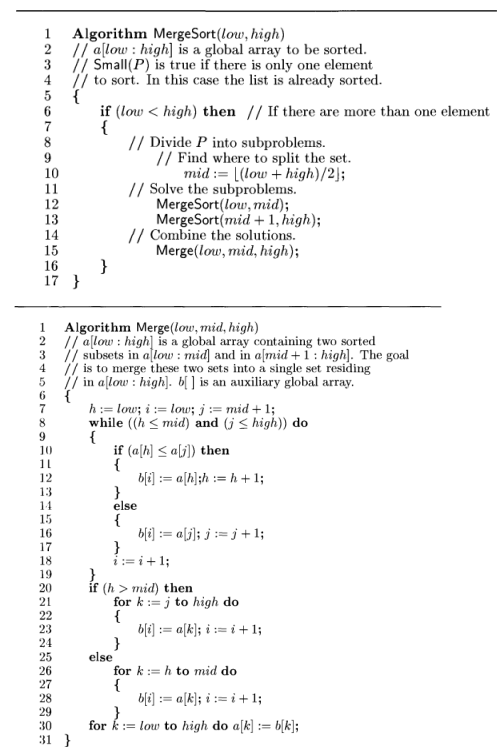 1 Algorithm MergeSort(low, high)
2 // a[low : high] is a global array to be sorted.
3 // Small(P) is true if there is only one element
4 // to sort. In this case the list is already sorted.
5 {
6 if (low < high) then // If there are more than one element
7 {
8 // Divide P into subproblems.
9 // Find where to split the set.
10 mid := ⌊(low + high)/2⌋;
11 // Solve the subproblems.
12 MergeSort(low, mid);
13 MergeSort(mid + 1, high);
14 // Combine the solutions.
15 Merge(low, mid, high);
16 }
17 }
1 Algorithm Merge(low, mid, high)
2 // a[low : high] is a global array containing two sorted
3 // subsets in a[low : mid] and in a[mid + 1 : high]. The goal
4 // is to merge these two sets into a single set residing
5 // in a[low : high]. b[ ] is an auxiliary global array.
6 {
7 h := low; i := low; j := mid + 1;
8 while ((h ≤ mid) and (j ≤ high)) do
9 {
10 if (a[h] ≤ a[j]) then
11 {
12 b[i] := a[h];h := h + 1;
13 }
14 else
15 {
16 b[i] := a[j]; j := j + 1;
17 }
18 i := i + 1;
19 }
20 if (h > mid) then
21 for k := j to high do
22 {
23 b[i] := a[k]; i := i + 1;
24 }
25 else
26 for k := h to mid do
27 {
28 b[i] := a[k]; i := i + 1;
29 }
30 for k := low to high do a[k] := b[k];
31 }